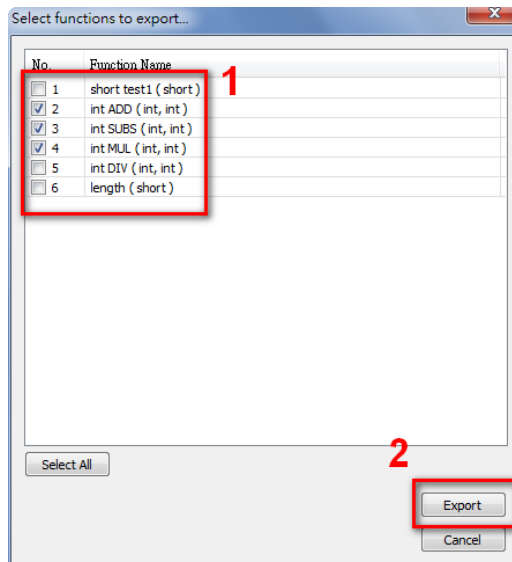 Select functions to export...
No. Function Name
1 short test1 ( short )
2 int ADD ( int, int )
3 int SUBS ( int, int )
4 int MUL ( int, int )
5 int DIV ( int, int )
6 length ( short )
1
Select All
2
Export
Cancel